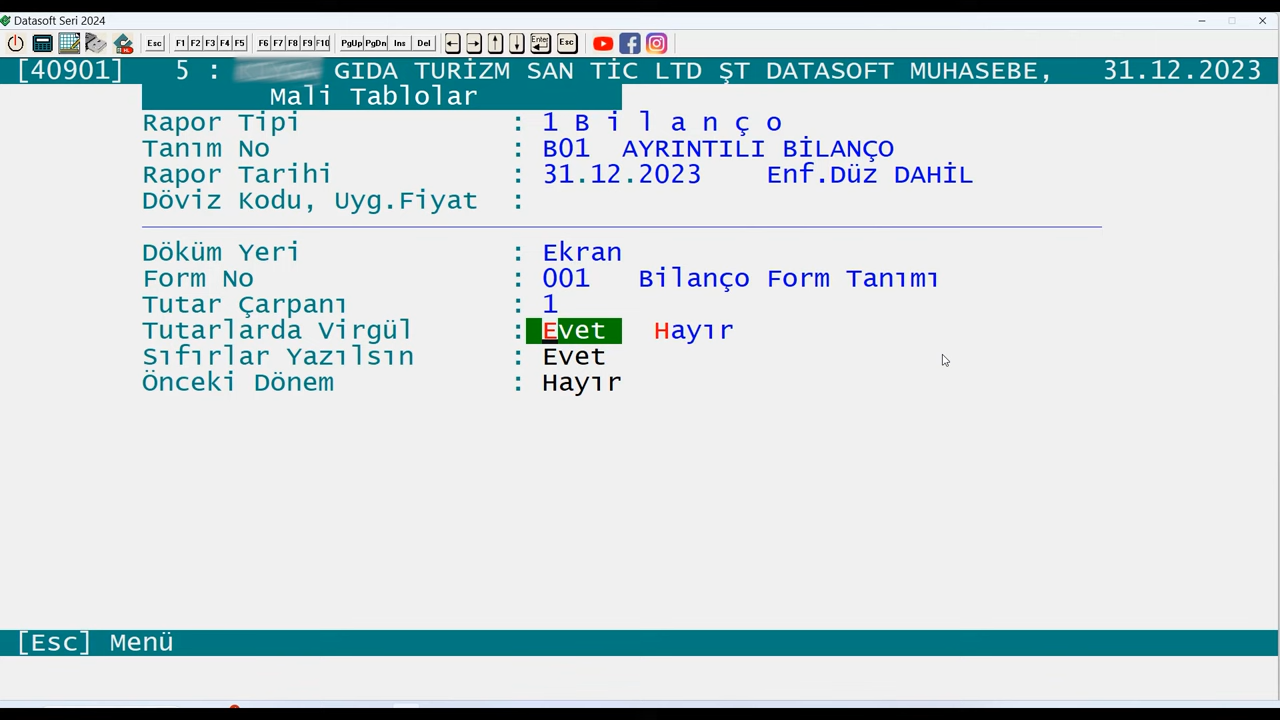 Datasoft Seri 2024
Esc F1 F2 F3 F4 F5 F6 F7 F8 F9 F10 PgUp PgDn Ins Del Enter Esc
[40901] 5 : GIDA TURİZM SAN TİC LTD ŞT DATASOFT MUHASEBE, 31.12.2023
Mali Tablolar
Rapor Tipi : 1 B i l a n ç o
Tanım No : B01 AYRINTILI BİLANÇO
Rapor Tarihi : 31.12.2023 Enf.Düz DAHİL
Döviz Kodu, Uyg.Fiyat :
Döküm Yeri : Ekran
Form No : 001 Bilanço Form Tanımı
Tutar Çarpanı : 1
Tutarlarda Virgül : Evet Hayır
Sıfırlar Yazılsın : Evet
Önceki Dönem : Hayır
[Esc] Menü